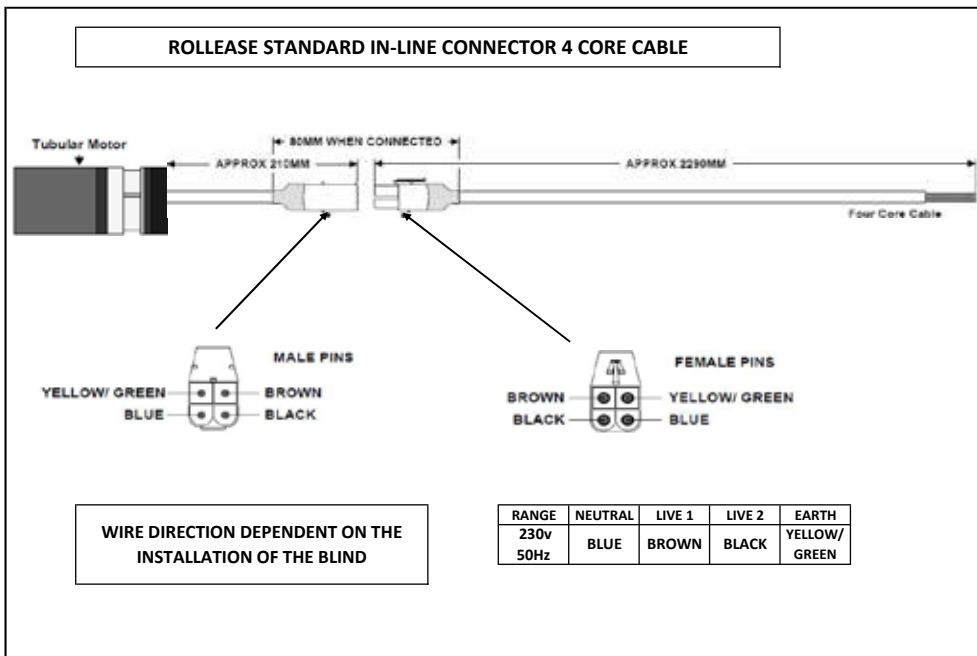 ROLLEASE STANDARD IN-LINE CONNECTOR 4 CORE CABLE
Tubular Motor
80MM WHEN CONNECTED
APPROX 210MM
APPROX 2290MM
Four Core Cable
MALE PINS
YELLOW/ GREEN
BROWN
BLUE
BLACK
FEMALE PINS
BROWN
YELLOW/ GREEN
BLACK
BLUE
WIRE DIRECTION DEPENDENT ON THE
INSTALLATION OF THE BLIND
RANGE NEUTRAL LIVE 1 LIVE 2 EARTH
230v
50Hz
BLUE BROWN BLACK
YELLOW/
GREEN